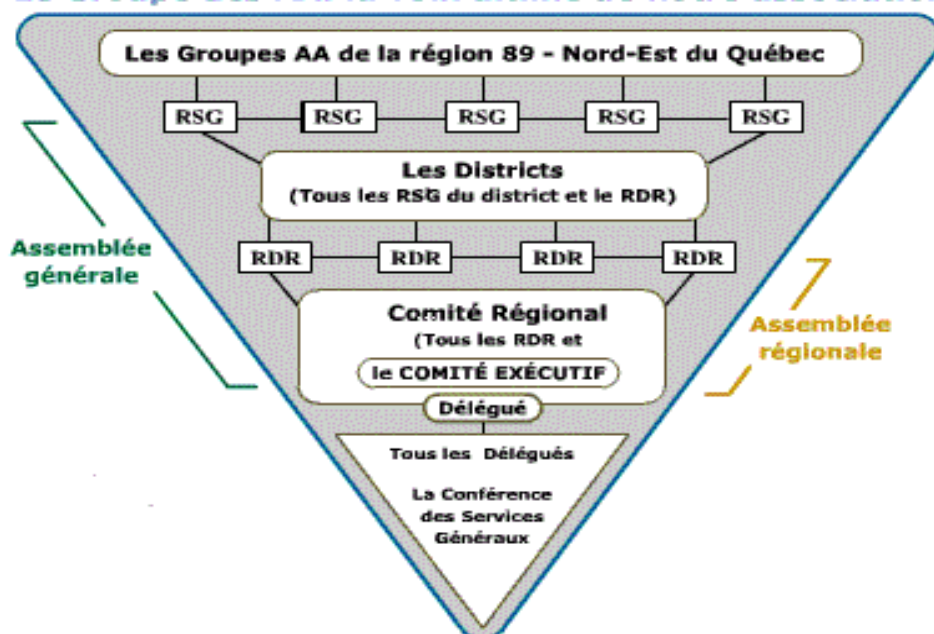 Les Groupes AA de la région 89 - Nord-Est du Québec
RSG RSG RSG RSG RSG
Les Districts
(Tous les RSG du district et le RDR)
Assemblée
générale
RDR RDR RDR RDR
Comité Régional
(Tous les RDR et
le COMITÉ EXÉCUTIF
Assemblée
régionale
Délégué
Tous les Délégués
La Conférence
des Services
Généraux